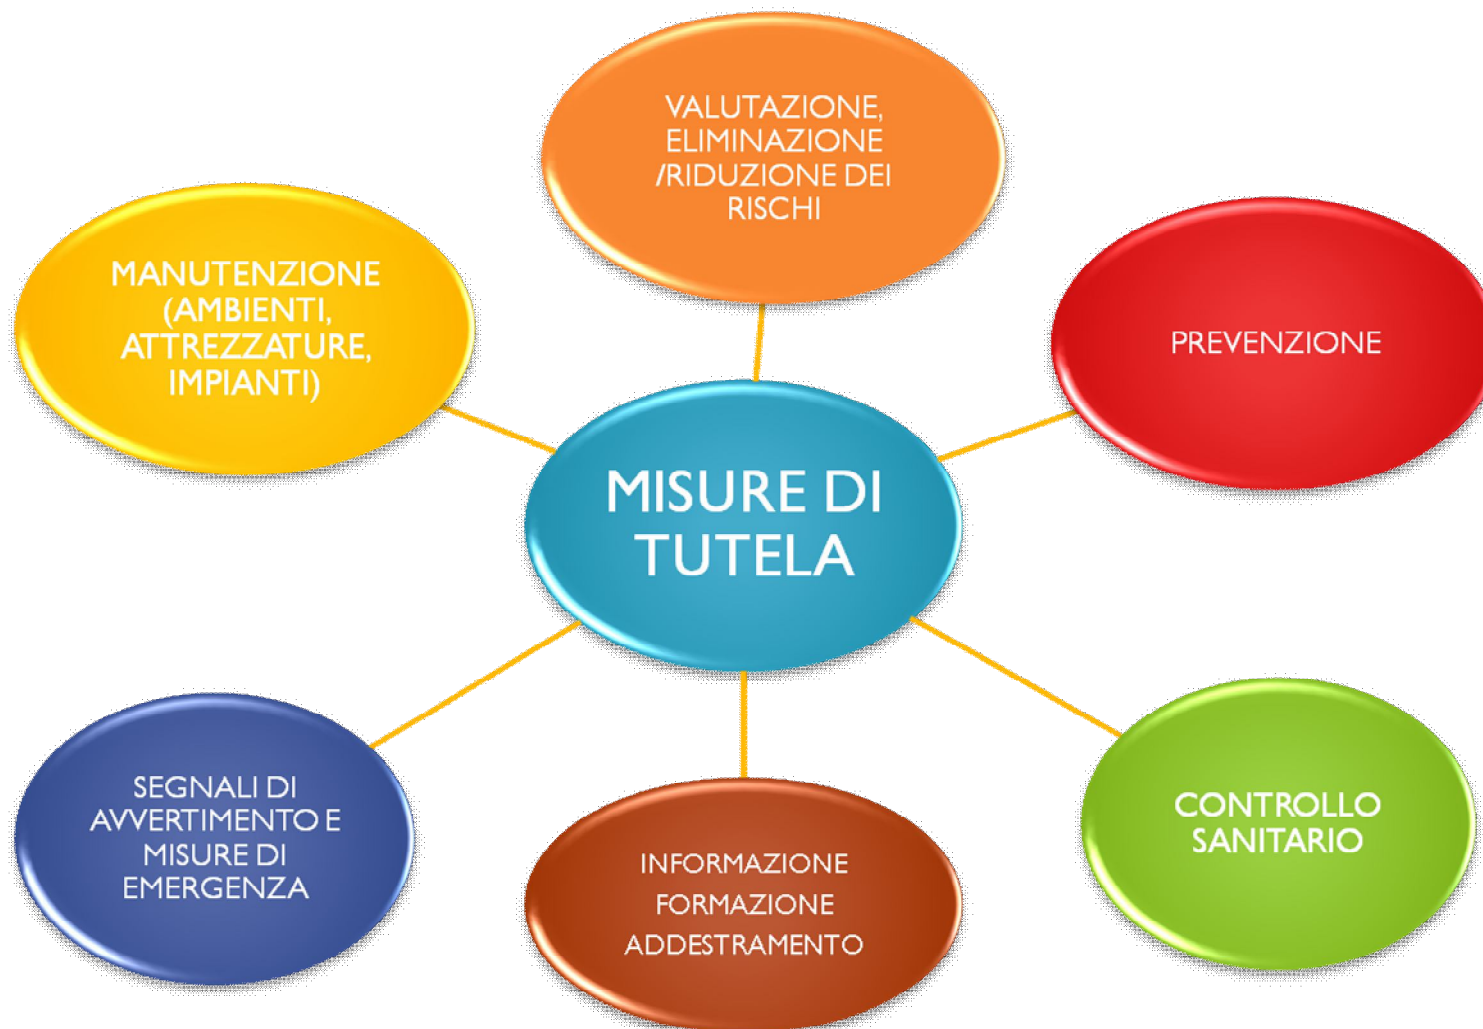 VALUTAZIONE,
ELIMINAZIONE
/RIDUZIONE DEI
RISCHI
MANUTENZIONE
(AMBIENTI,
ATTREZZATURE,
IMPIANTI)
PREVENZIONE
MISURE DI
TUTELA
SEGNALI DI
AVVERTIMENTO E
MISURE DI
EMERGENZA
INFORMAZIONE
FORMAZIONE
ADDESTRAMENTO
CONTROLLO
SANITARIO